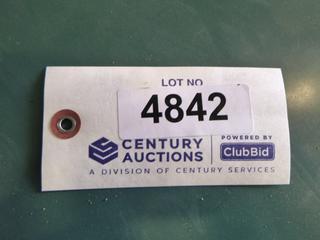 LOT NO
4842
CENTURY
AUCTIONS
POWERED BY
ClubBid
A DIVISION OF CENTURY SERVICES